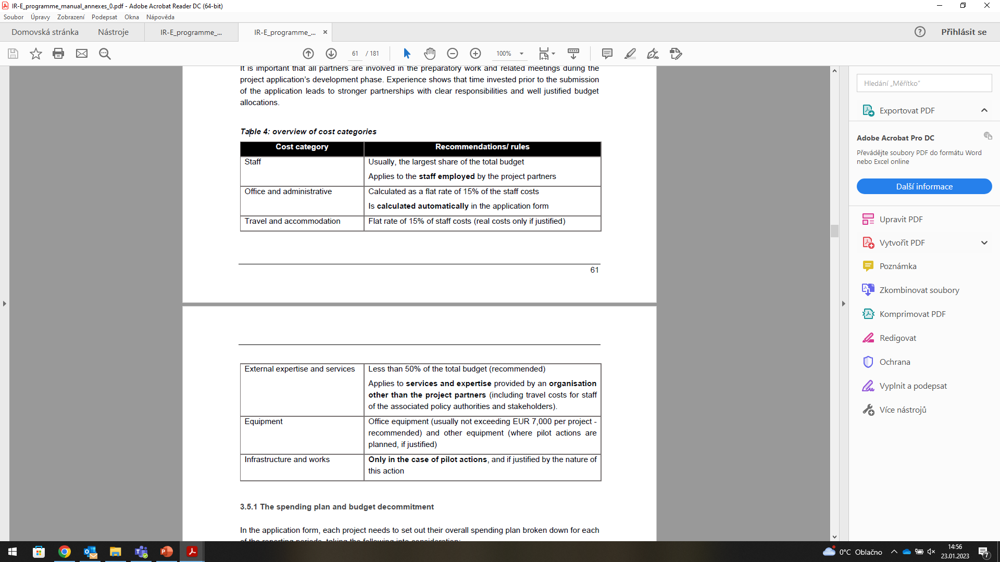 IR-E_programme_manual_annexes_0.pdf - Adobe Acrobat Reader DC (64-bit)
Soubor Úpravy Zobrazení Podepsat Okna Nápověda
Domovská stránka Nástroje IR-E_programme_... IR-E_programme_... Přihlásit se
61 / 181 100%
It is important that all partners are involved in the preparatory work and related meetings during the
project application’s development phase. Experience shows that time invested prior to the submission
of the application leads to stronger partnerships with clear responsibilities and well justified budget
allocations.
Table 4: overview of cost categories
Cost category Recommendations/ rules
Staff Usually, the largest share of the total budget
Applies to the staff employed by the project partners
Office and administrative Calculated as a flat rate of 15% of the staff costs
Is calculated automatically in the application form
Travel and accommodation Flat rate of 15% of staff costs (real costs only if justified)
61
External expertise and services Less than 50% of the total budget (recommended)
Applies to services and expertise provided by an organisation
other than the project partners (including travel costs for staff
of the associated policy authorities and stakeholders).
Equipment Office equipment (usually not exceeding EUR 7,000 per project -
recommended) and other equipment (where pilot actions are
planned, if justified)
Infrastructure and works Only in the case of pilot actions, and if justified by the nature of
this action
3.5.1 The spending plan and budget decommitment
In the application form, each project needs to set out their overall spending plan broken down for each
of the reporting periods, taking the following into consideration:
Hledání „Měřítko“
Exportovat PDF
Adobe Acrobat Pro DC
Převádějte soubory PDF do formátu Word
nebo Excel online
Další informace
Upravit PDF
Vytvořit PDF
Poznámka
Zkombinovat soubory
Komprimovat PDF
Redigovat
Ochrana
Vyplnit a podepsat
Více nástrojů
0°C Oblačno
14:56
23.01.2023
7